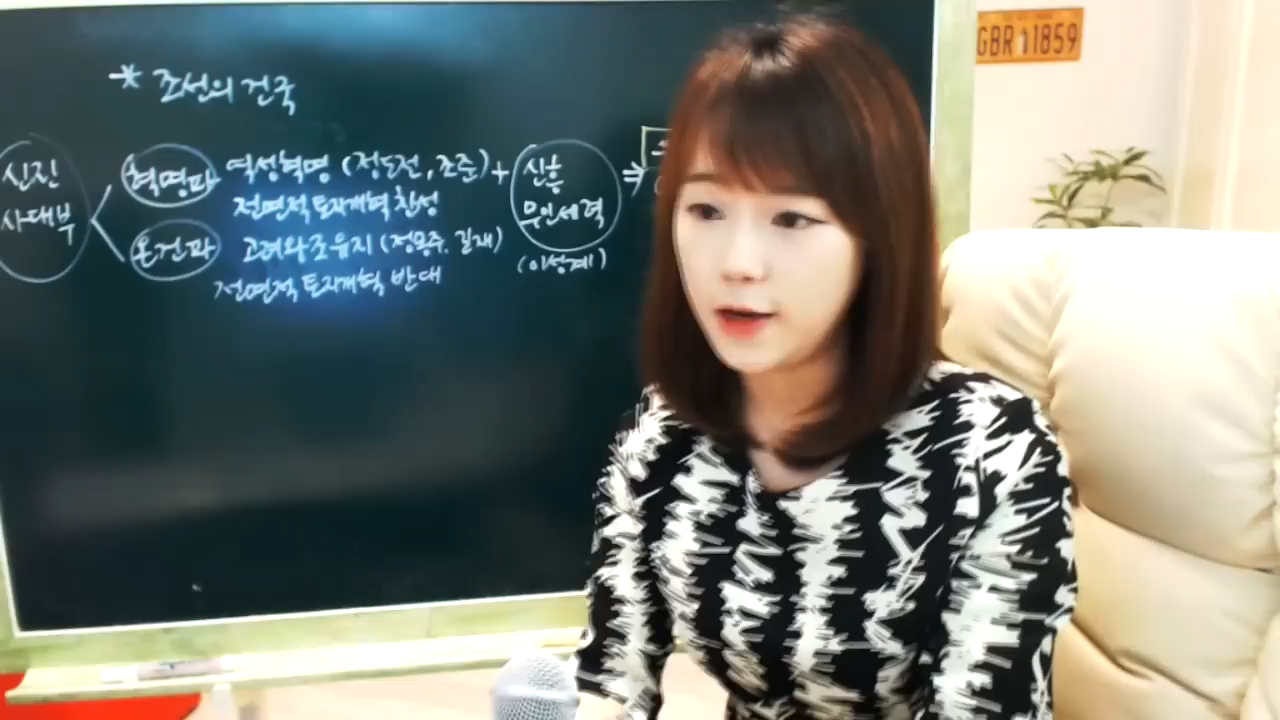 * 조선의 건국
신진
사대부
혁명파 역성혁명 (정도전, 조준) + 신흥 ⇒
전면적 토지개혁 찬성 무인세력
온건파 고려왕조 유지 (정몽주, 길재) (이성계)
전면적 토지개혁 반대
GBR 11859